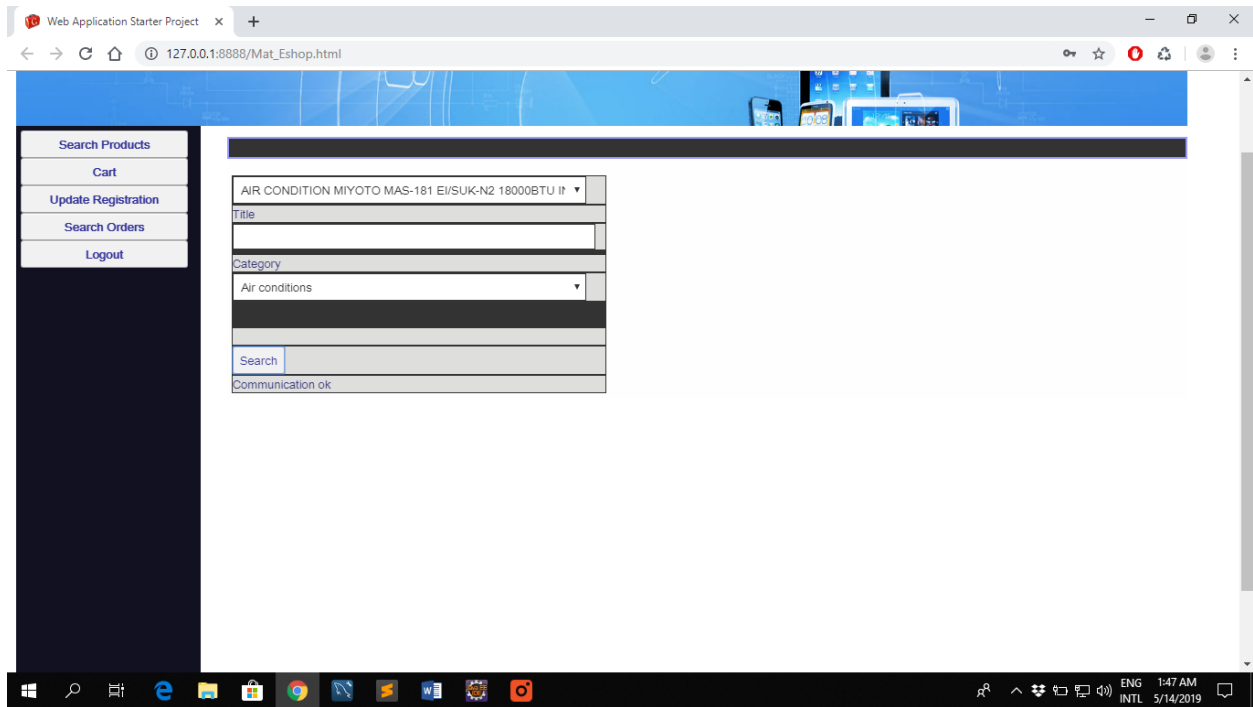 Web Application Starter Project
127.0.0.1:8888/Mat_Eshop.html
Search Products
Cart
Update Registration
Search Orders
Logout
AIR CONDITION MIYOTO MAS-181 EI/SUK-N2 18000BTU
Title
Category
Air conditions
Search
Communication ok
ENG
1:47 AM
INTL
5/14/2019